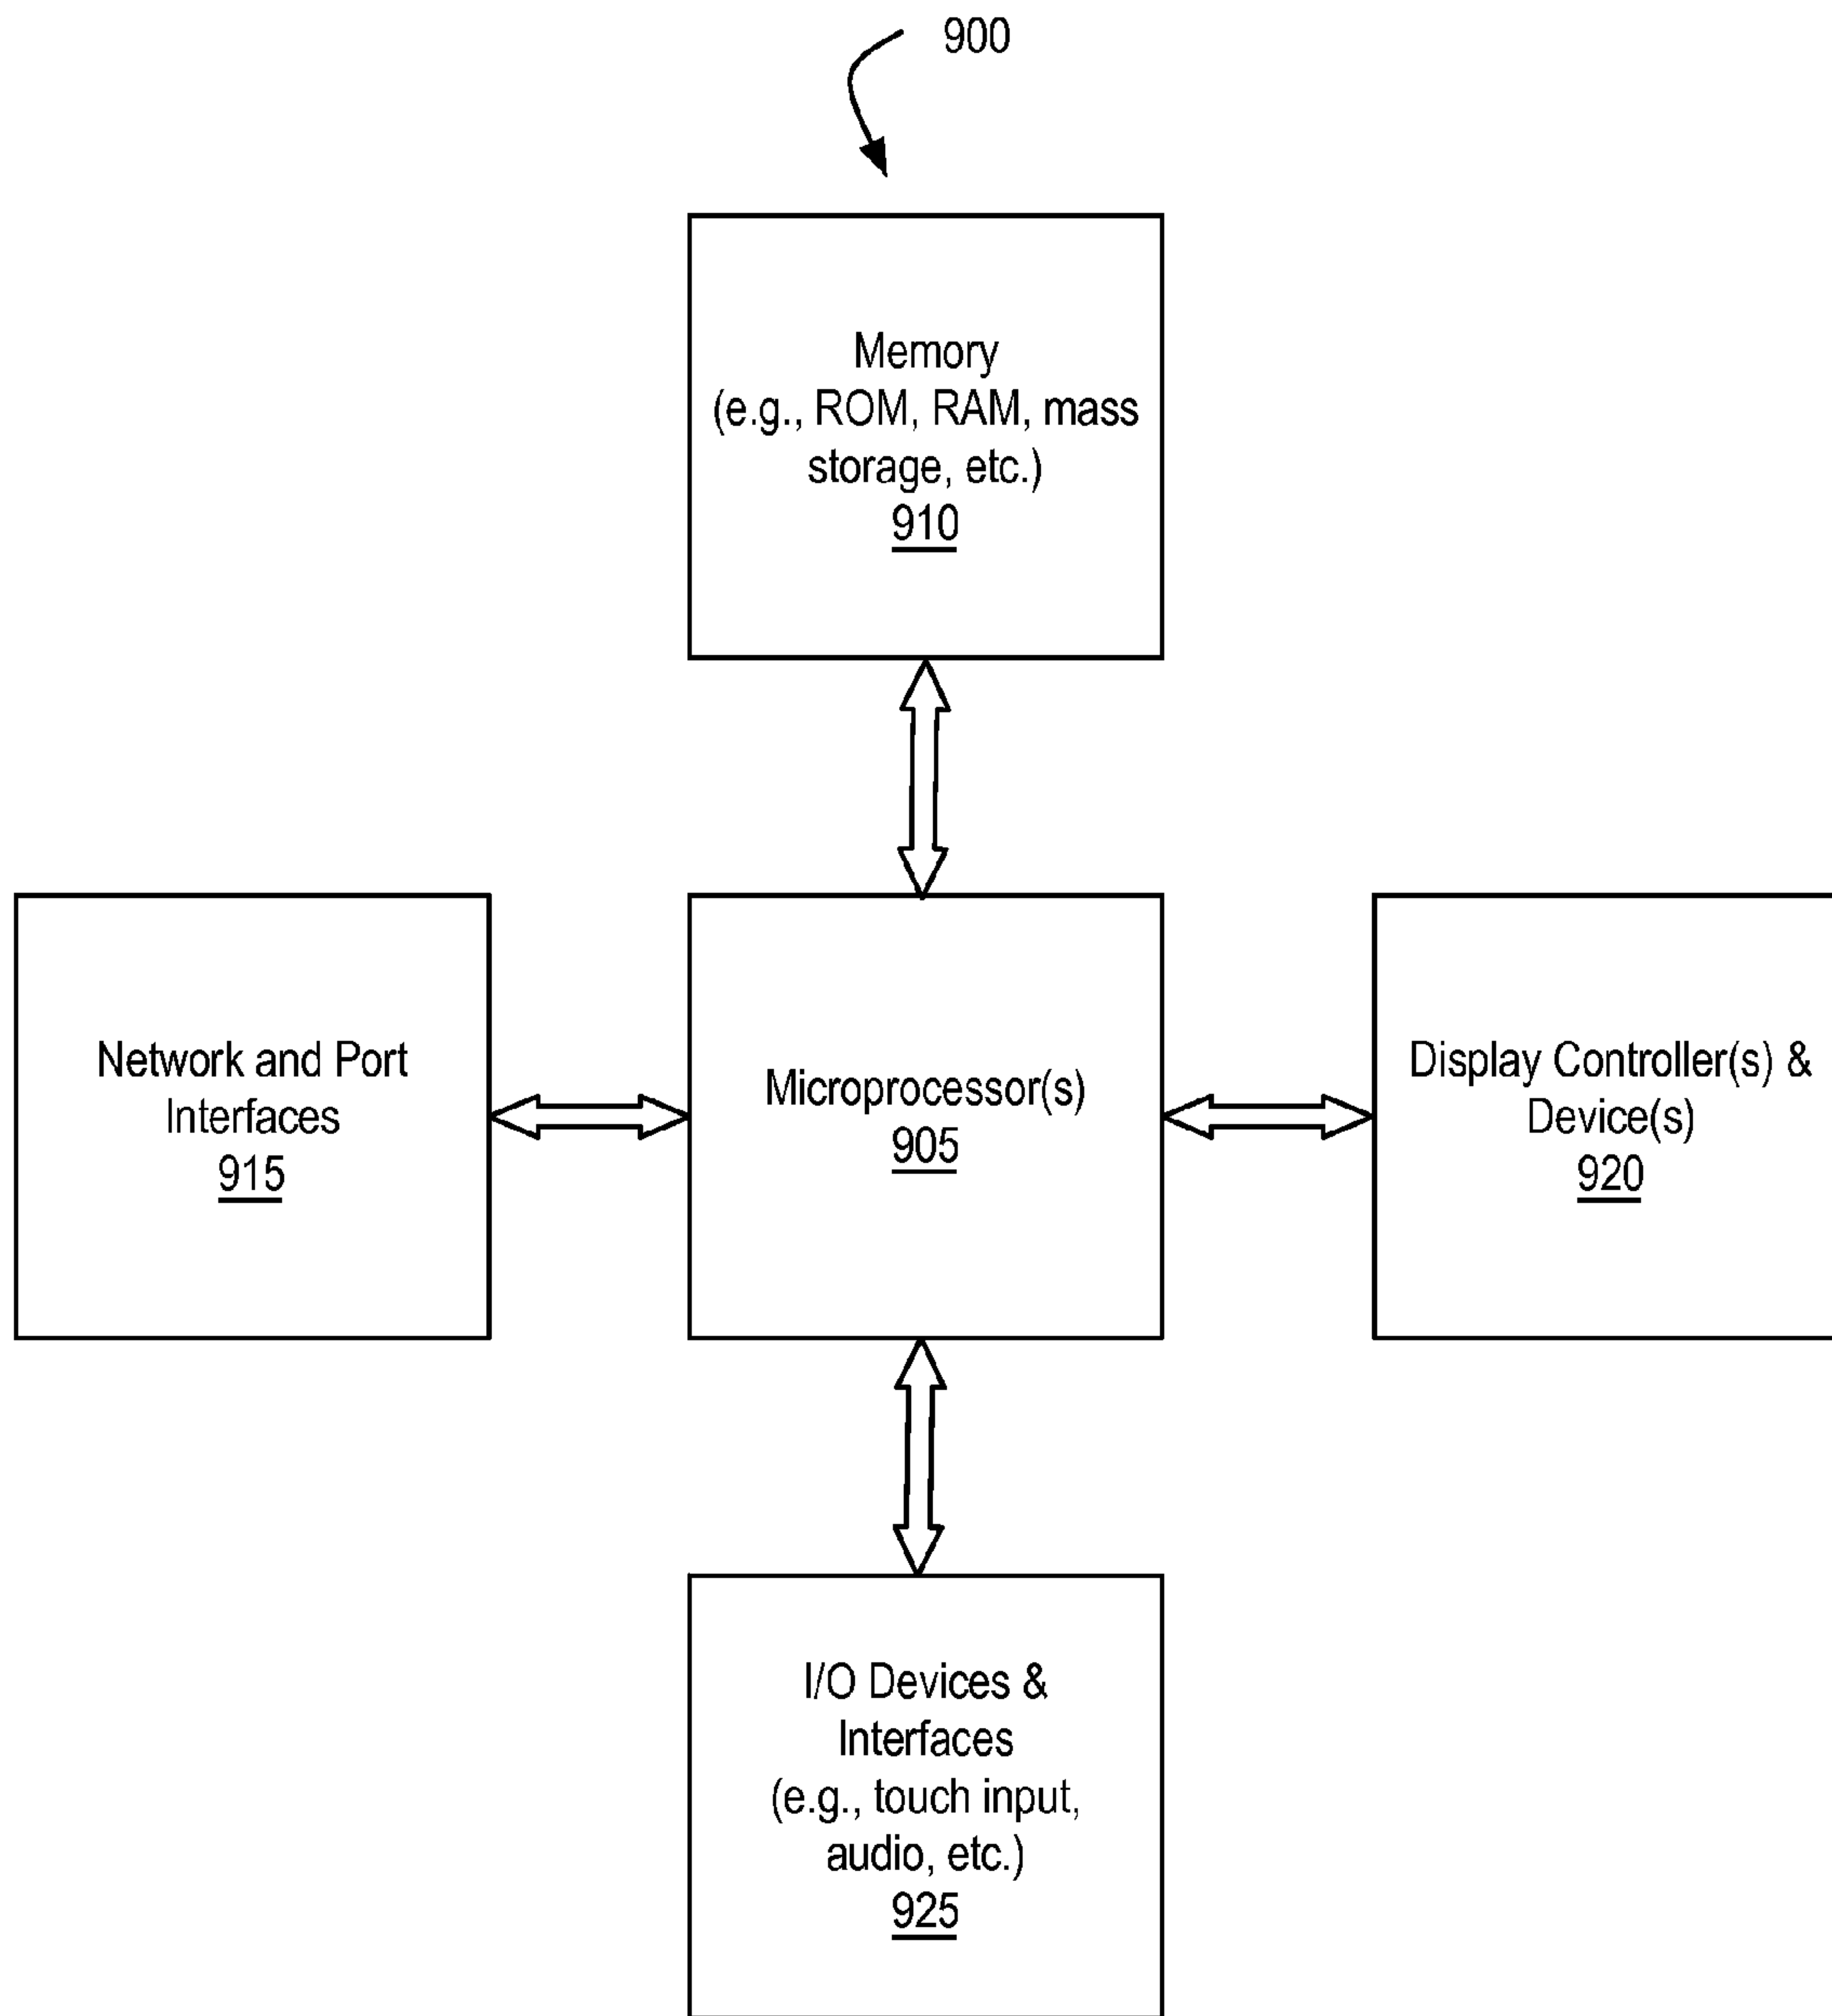 900
Memory
(e.g., ROM, RAM, mass
storage, etc.)
910
Network and Port
Interfaces
915
Microprocessor(s)
905
Display Controller(s) &
Device(s)
920
I/O Devices &
Interfaces
(e.g., touch input,
audio, etc.)
925